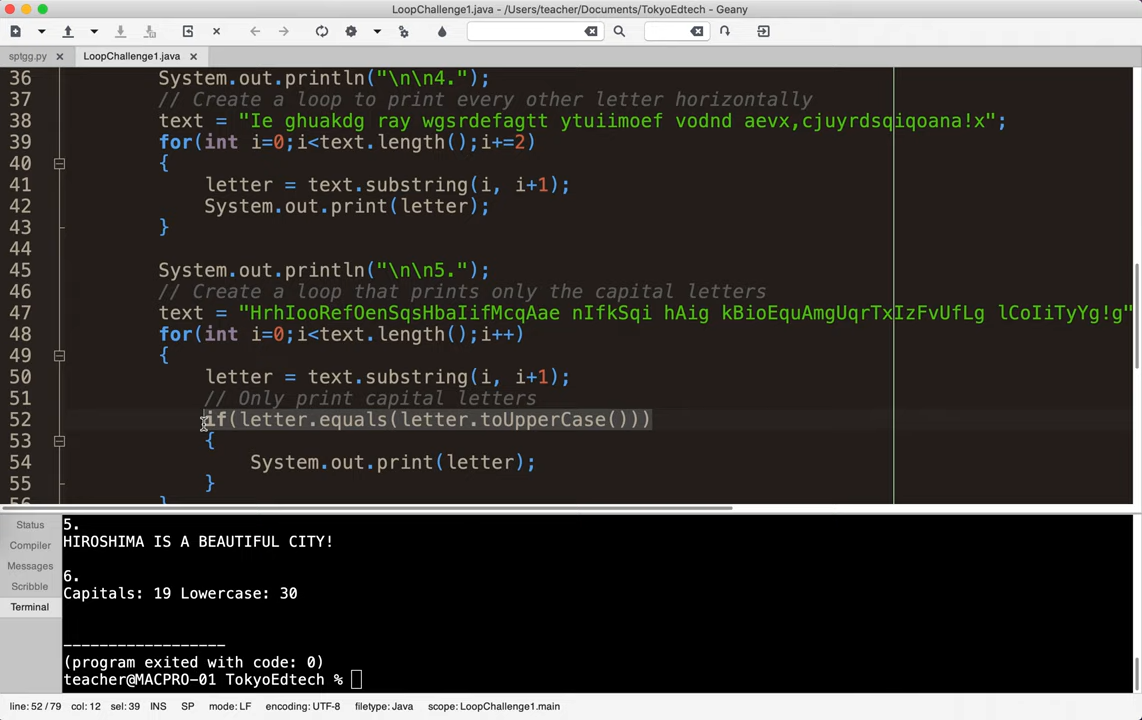 LoopChallenge1.java - /Users/teacher/Documents/TokyoEdtech - Geany
sptgg.py LoopChallenge1.java
36 System.out.println("\n\n4.");
37 // Create a loop to print every other letter horizontally
38 text = "Ie ghuakdg ray wgsrdefagtt ytuiimoef vodnd aevx,cjuyrdsqiqoana!x";
39 for(int i=0;i<text.length();i+=2)
40 {
41 letter = text.substring(i, i+1);
42 System.out.print(letter);
43 }
44
45 System.out.println("\n\n5.");
46 // Create a loop that prints only the capital letters
47 text = "HrhIooRefOenSqsHbaIifMcqAae nIfkSqi hAig kBioEquAmgUqrTxIzFvUfLg lCoIiTyYg!g"
48 for(int i=0;i<text.length();i++)
49 {
50 letter = text.substring(i, i+1);
51 // Only print capital letters
52 if(letter.equals(letter.toUpperCase()))
53 {
54 System.out.print(letter);
55 }
56 }
Status
Compiler
Messages
Scribble
Terminal
5.
HIROSHIMA IS A BEAUTIFUL CITY!
6.
Capitals: 19 Lowercase: 30
------------------
(program exited with code: 0)
teacher@MACPRO-01 TokyoEdtech %
line: 52 / 79 col: 12 sel: 39 INS SP mode: LF encoding: UTF-8 filetype: Java scope: LoopChallenge1.main